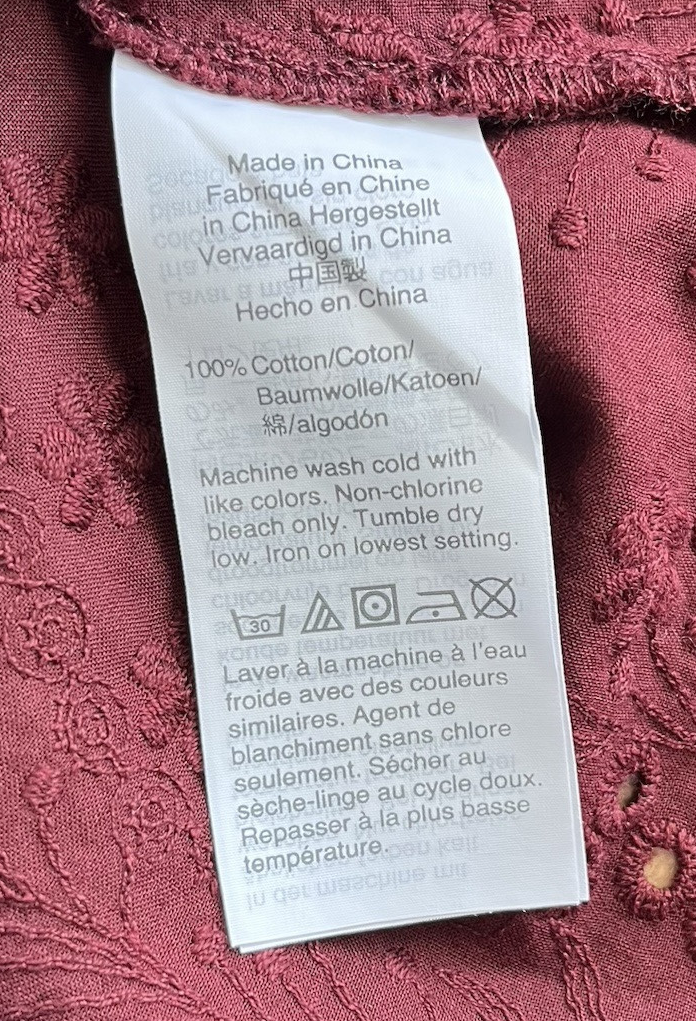 Made in China
Fabriqué en Chine
in China Hergestellt
Vervaardigd in China
中国製
Hecho en China
100% Cotton/Coton/
Baumwolle/Katoen/
綿/algodón
Machine wash cold with
like colors. Non-chlorine
bleach only. Tumble dry
low. Iron on lowest setting.
30
Laver à la machine à l'eau
froide avec des couleurs
similaires. Agent de
blanchiment sans chlore
seulement. Sécher au
sèche-linge au cycle doux.
Repasser à la plus basse
température.